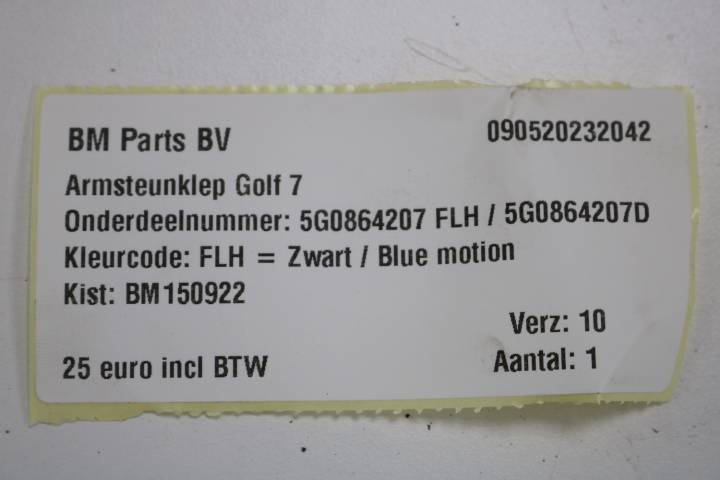 BM Parts BV 090520232042
Armsteunklep Golf 7
Onderdeelnummer: 5G0864207 FLH / 5G0864207D
Kleurcode: FLH = Zwart / Blue motion
Kist: BM150922
Verz: 10
25 euro incl BTW Aantal: 1